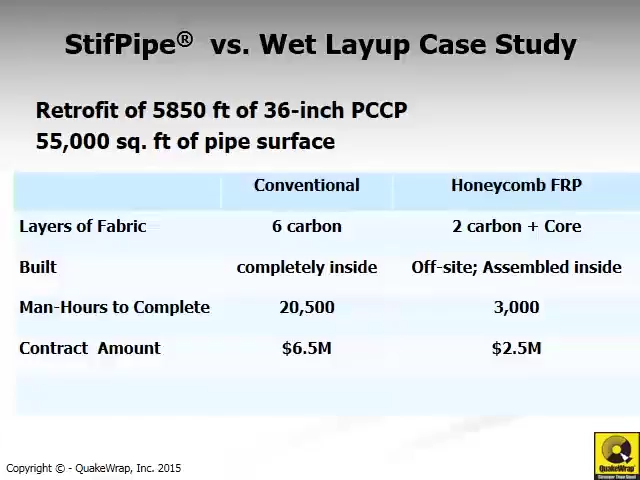 StifPipe® vs. Wet Layup Case Study
Retrofit of 5850 ft of 36-inch PCCP
55,000 sq. ft of pipe surface
Conventional Honeycomb FRP
Layers of Fabric 6 carbon 2 carbon + Core
Built completely inside Off-site; Assembled inside
Man-Hours to Complete 20,500 3,000
Contract Amount $6.5M $2.5M
Copyright © - QuakeWrap, Inc. 2015
QuakeWrap